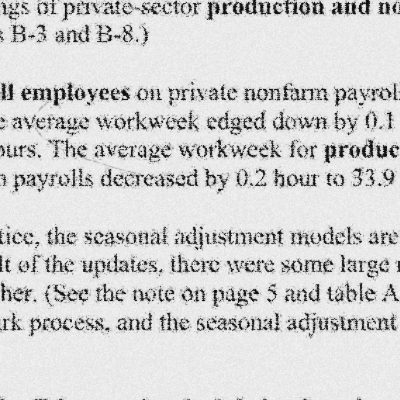 ngs of private-sector production and no
s B-3 and B-8.)
ll employees on private nonfarm payrol
e average workweek edged down by 0.1
ours. The average workweek for produc
n payrolls decreased by 0.2 hour to 33.9
tice, the seasonal adjustment models are
lt of the updates, there were some large
her. (See the note on page 5 and table A
rk process, and the seasonal adjustment